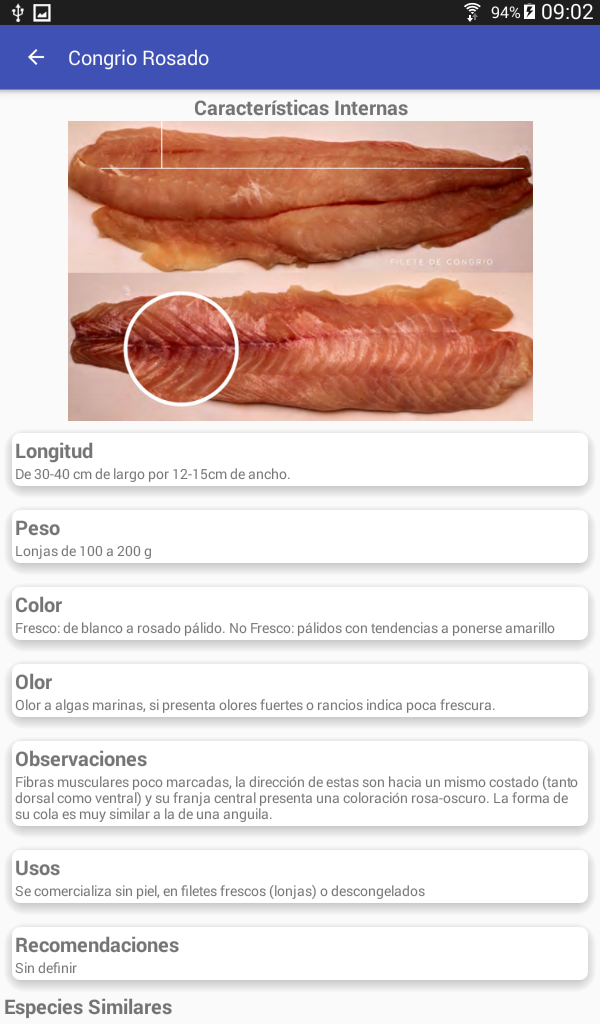 94% 09:02
Congrio Rosado
Características Internas
FILETE DE CONGRIO
Longitud
De 30-40 cm de largo por 12-15cm de ancho.
Peso
Lonjas de 100 a 200 g
Color
Fresco: de blanco a rosado pálido. No Fresco: pálidos con tendencias a ponerse amarillo
Olor
Olor a algas marinas, si presenta olores fuertes o rancios indica poca frescura.
Observaciones
Fibras musculares poco marcadas, la dirección de estas son hacia un mismo costado (tanto
dorsal como ventral) y su franja central presenta una coloración rosa-oscuro. La forma de
su cola es muy similar a la de una anguila.
Usos
Se comercializa sin piel, en filetes frescos (lonjas) o descongelados
Recomendaciones
Sin definir
Especies Similares